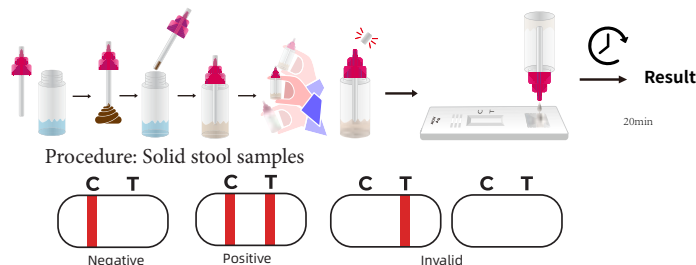 C T
Result
20min
Procedure: Solid stool samples
C T C T C T C T
Negative Positive Invalid